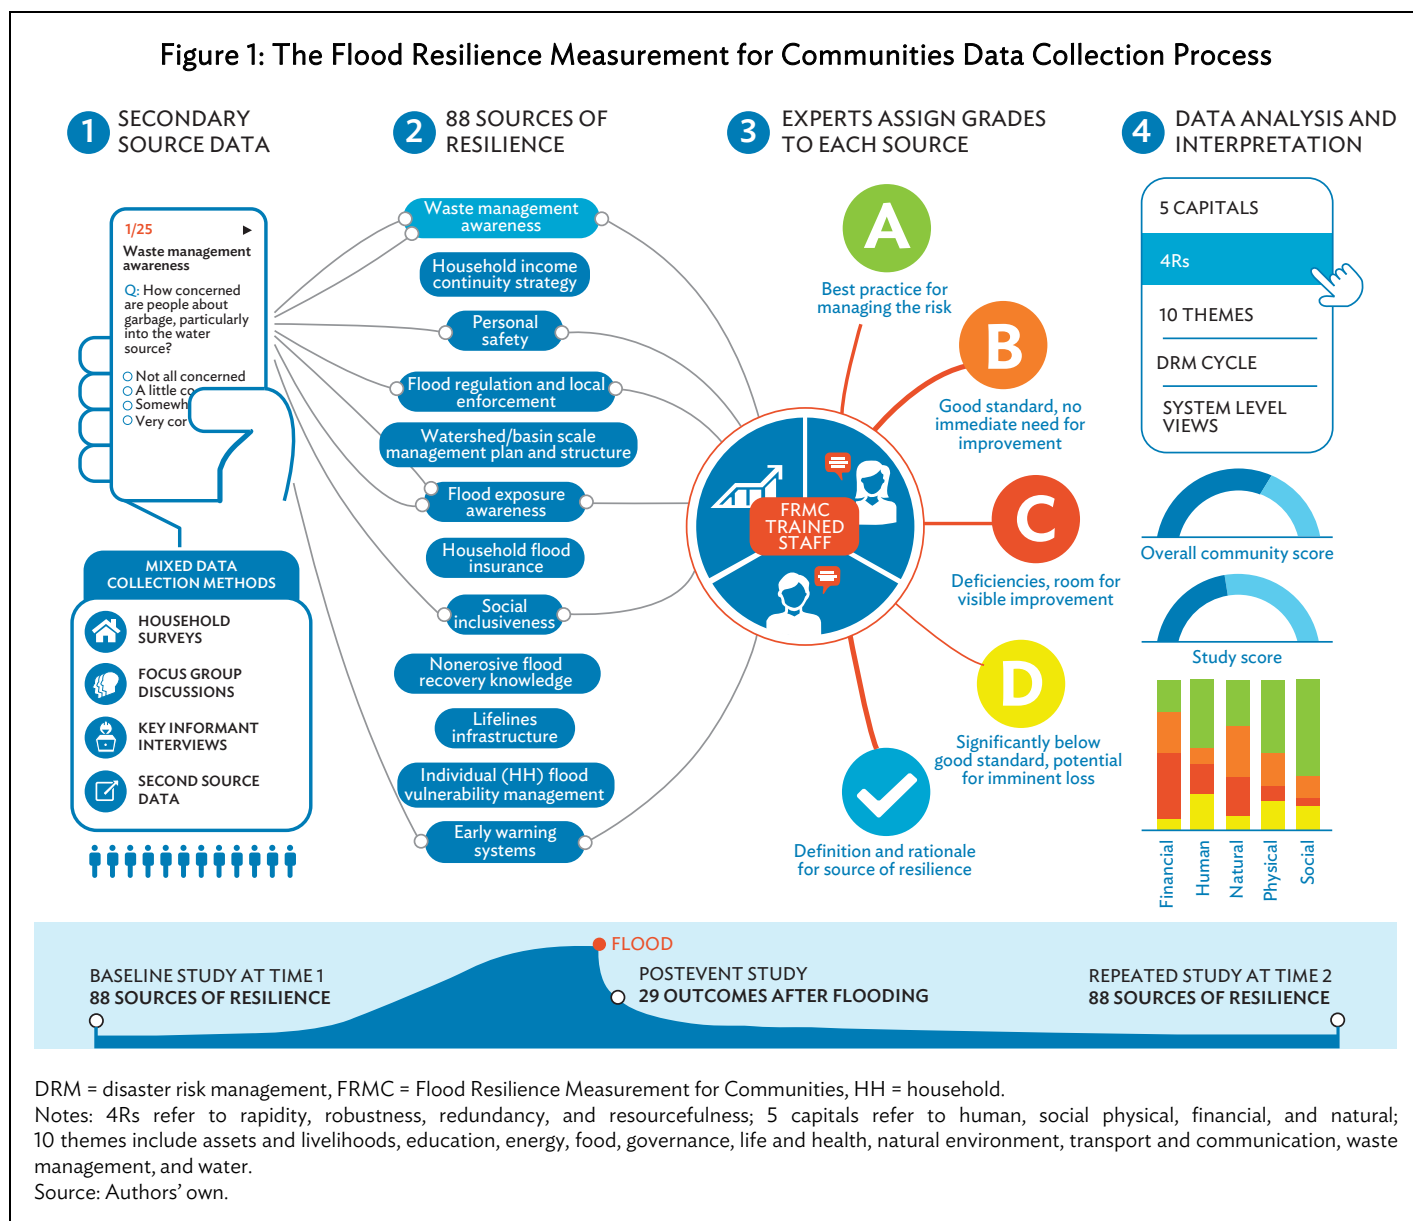 Figure 1: The Flood Resilience Measurement for Communities Data Collection Process
1
SECONDARY
SOURCE DATA
1/25
Waste management
awareness
Q: How concerned
are people about
garbage, particularly
into the water
source?
Not all concerned
A little co
Somewh
Very cor
MIXED DATA
COLLECTION METHODS
HOUSEHOLD
SURVEYS
FOCUS GROUP
DISCUSSIONS
KEY INFORMANT
INTERVIEWS
SECOND SOURCE
DATA
2
88 SOURCES OF
RESILIENCE
Waste management
awareness
Household income
continuity strategy
Personal
safety
Flood regulation and local
enforcement
Watershed/basin scale
management plan and structure
Flood exposure
awareness
Household flood
insurance
Social
inclusiveness
Nonerosive flood
recovery knowledge
Lifelines
infrastructure
Individual (HH) flood
vulnerability management
Early warning
systems
3
EXPERTS ASSIGN GRADES
TO EACH SOURCE
FRMC
TRAINED
STAFF
A
Best practice for
managing the risk
B
Good standard, no
immediate need for
improvement
C
Deficiencies, room for
visible improvement
D
Significantly below
good standard, potential
for imminent loss
Definition and rationale
for source of resilience
4
DATA ANALYSIS AND
INTERPRETATION
5 CAPITALS
4Rs
10 THEMES
DRM CYCLE
SYSTEM LEVEL
VIEWS
Overall community score
Study score
Financial
Human
Natural
Physical
Social
FLOOD
BASELINE STUDY AT TIME 1
88 SOURCES OF RESILIENCE
POSTEVENT STUDY
29 OUTCOMES AFTER FLOODING
REPEATED STUDY AT TIME 2
88 SOURCES OF RESILIENCE
DRM = disaster risk management, FRMC = Flood Resilience Measurement for Communities, HH = household.
Notes: 4Rs refer to rapidity, robustness, redundancy, and resourcefulness; 5 capitals refer to human, social physical, financial, and natural;
10 themes include assets and livelihoods, education, energy, food, governance, life and health, natural environment, transport and communication, waste
management, and water.
Source: Authors' own.